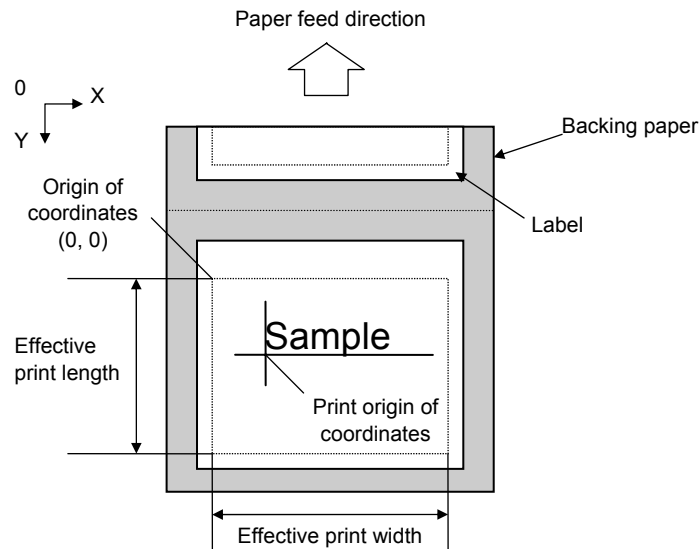 Paper feed direction
0
X
Y
Backing paper
Origin of
coordinates
(0, 0)
Label
Sample
Effective
print length
Print origin of
coordinates
Effective print width